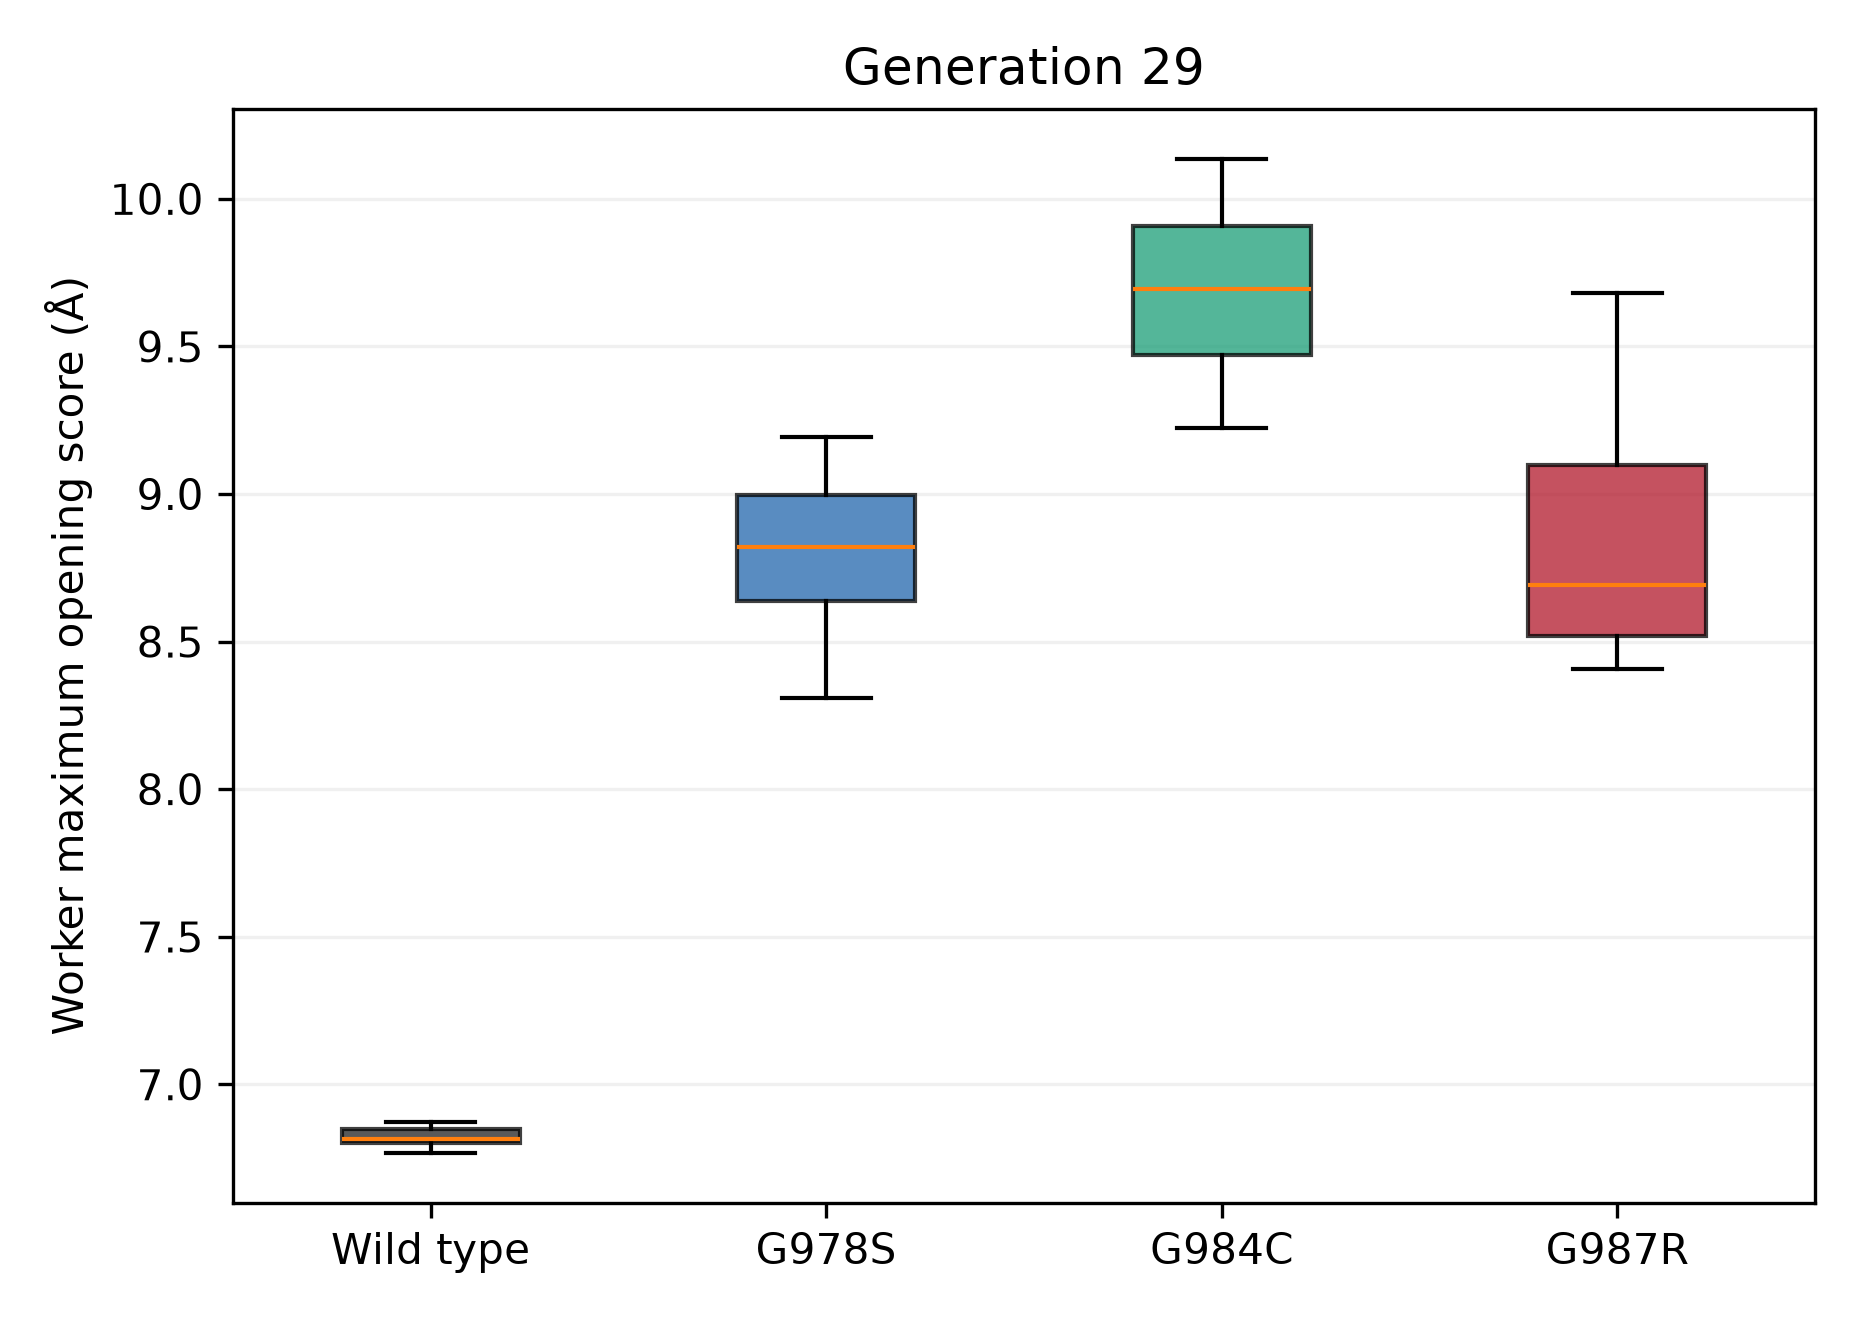 Generation 29
Worker maximum opening score (Å)
10.0
9.5
9.0
8.5
8.0
7.5
7.0
Wild type
G978S
G984C
G987R